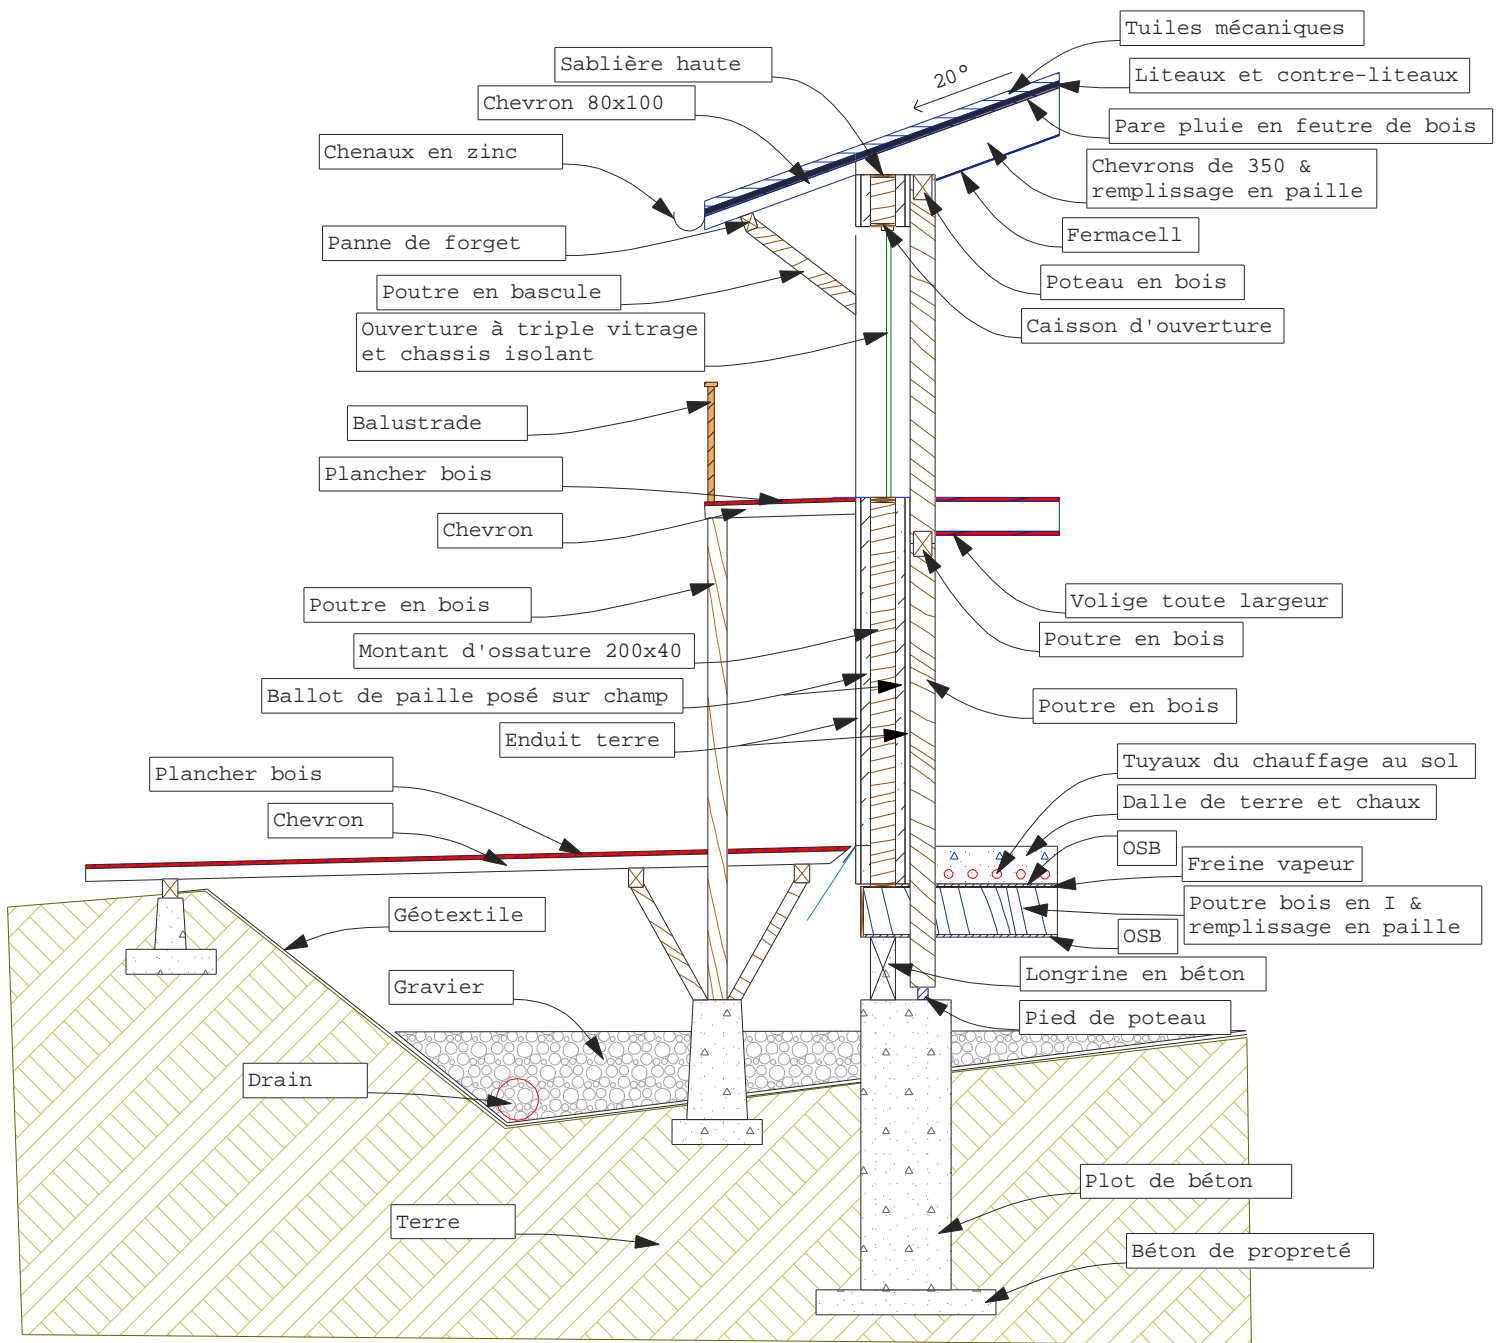 Tuiles mécaniques
Sablière haute
20°
Liteaux et contre-liteaux
Chevron 80x100
Pare pluie en feutre de bois
Chenaux en zinc
Chevrons de 350 &
remplissage en paille
Panne de forget
Fermacell
Poutre en bascule
Poteau en bois
Ouverture à triple vitrage
et chassis isolant
Caisson d'ouverture
Balustrade
Plancher bois
Chevron
Poutre en bois
Volige toute largeur
Montant d'ossature 200x40
Poutre en bois
Ballot de paille posé sur champ
Poutre en bois
Enduit terre
Plancher bois
Tuyaux du chauffage au sol
Chevron
Dalle de terre et chaux
OSB
Freine vapeur
Géotextile
Poutre bois en I &
remplissage en paille
OSB
Gravier
Longrine en béton
Pied de poteau
Drain
Plot de béton
Terre
Béton de propreté